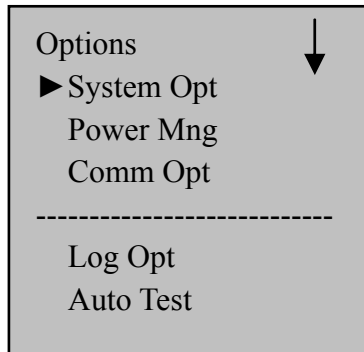 Options
►System Opt
Power Mng
Comm Opt
----------------------------
Log Opt
Auto Test